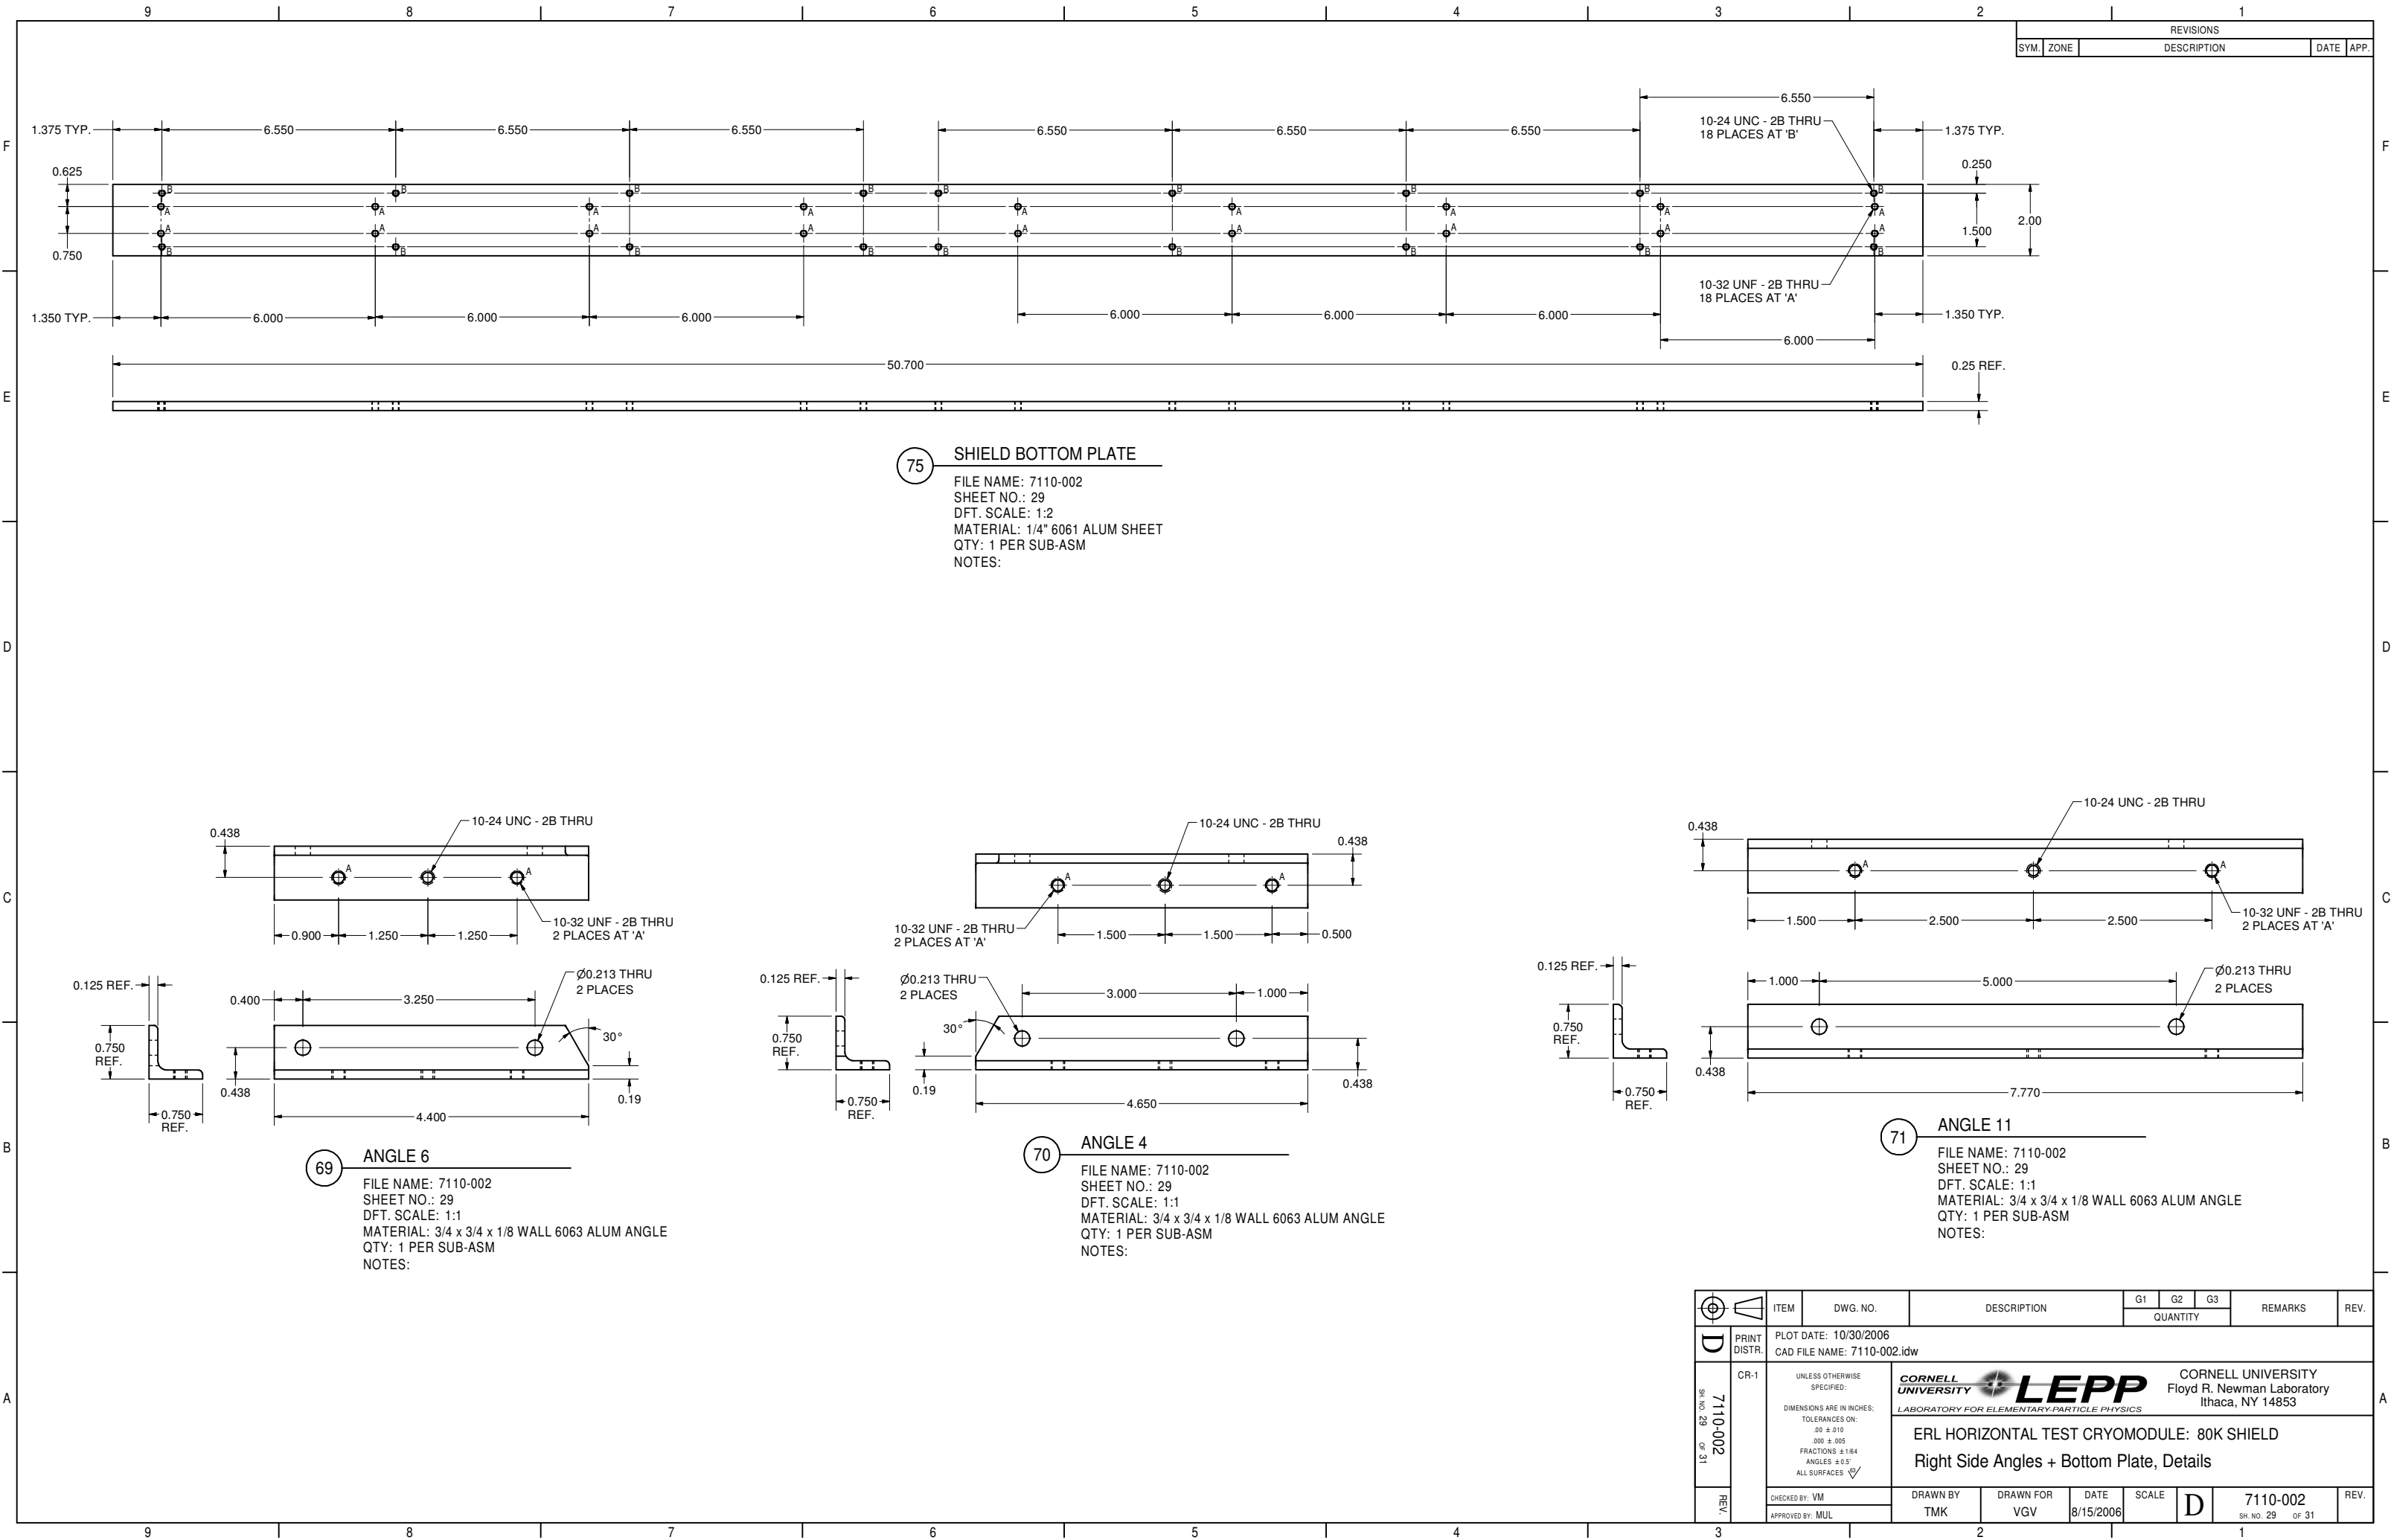 9 8 7 6 5 4 3 2 1
REVISIONS
SYM. ZONE DESCRIPTION DATE APP.
6.550
1.375 TYP. 6.550 6.550 6.550 6.550 6.550 6.550
10-24 UNC - 2B THRU
18 PLACES AT 'B'
1.375 TYP.
F F
0.625 0.250
B B B B B B B B B
A A A A A A A A A
2.00
A A A A A A A A A
1.500
B B B B B B B B B
0.750
10-32 UNF - 2B THRU
18 PLACES AT 'A'
1.350 TYP. 6.000 6.000 6.000 6.000 6.000 6.000 1.350 TYP.
6.000
50.700
0.25 REF.
E E
75 SHIELD BOTTOM PLATE
FILE NAME: 7110-002
SHEET NO.: 29
DFT. SCALE: 1:2
MATERIAL: 1/4" 6061 ALUM SHEET
QTY: 1 PER SUB-ASM
NOTES:
D D
0.438
10-24 UNC - 2B THRU
A A
10-32 UNF - 2B THRU
2 PLACES AT 'A'
0.900 1.250 1.250
0.125 REF.
0.400 3.250
Ø0.213 THRU
2 PLACES
30°
0.750
REF.
0.438
0.19
0.750
REF.
4.400
69 ANGLE 6
FILE NAME: 7110-002
SHEET NO.: 29
DFT. SCALE: 1:1
MATERIAL: 3/4 x 3/4 x 1/8 WALL 6063 ALUM ANGLE
QTY: 1 PER SUB-ASM
NOTES:
10-24 UNC - 2B THRU
0.438
A A
10-32 UNF - 2B THRU
2 PLACES AT 'A'
1.500 1.500 0.500
0.125 REF.
Ø0.213 THRU
2 PLACES
3.000 1.000
30°
0.750
REF.
0.19
0.438
0.750
REF.
4.650
70 ANGLE 4
FILE NAME: 7110-002
SHEET NO.: 29
DFT. SCALE: 1:1
MATERIAL: 3/4 x 3/4 x 1/8 WALL 6063 ALUM ANGLE
QTY: 1 PER SUB-ASM
NOTES:
10-24 UNC - 2B THRU
0.438
A A
10-32 UNF - 2B THRU
2 PLACES AT 'A'
1.500 2.500 2.500
0.125 REF.
1.000 5.000
Ø0.213 THRU
2 PLACES
0.750
REF.
0.438
0.750
REF.
7.770
71 ANGLE 11
FILE NAME: 7110-002
SHEET NO.: 29
DFT. SCALE: 1:1
MATERIAL: 3/4 x 3/4 x 1/8 WALL 6063 ALUM ANGLE
QTY: 1 PER SUB-ASM
NOTES:
C C
B B
A A
ITEM DWG. NO. DESCRIPTION G1 G2 G3 REMARKS REV.
QUANTITY
D
PRINT
DISTR.
PLOT DATE: 10/30/2006
CAD FILE NAME: 7110-002.idw
CR-1
7110-002
SH. NO. 29 OF 31
REV.
UNLESS OTHERWISE
SPECIFIED:
DIMENSIONS ARE IN INCHES;
TOLERANCES ON:
.00 ±.010
.000 ±.005
FRACTIONS ±1/64
ANGLES ±0.5°
ALL SURFACES
CORNELL
UNIVERSITY
LEPP
LABORATORY FOR ELEMENTARY-PARTICLE PHYSICS
CORNELL UNIVERSITY
Floyd R. Newman Laboratory
Ithaca, NY 14853
ERL HORIZONTAL TEST CRYOMODULE: 80K SHIELD
Right Side Angles + Bottom Plate, Details
CHECKED BY: VM
APPROVED BY: MUL
DRAWN BY
TMK
DRAWN FOR
VGV
DATE
8/15/2006
SCALE
D
7110-002
SH. NO. 29 OF 31
REV.
9 8 7 6 5 4 3 2 1